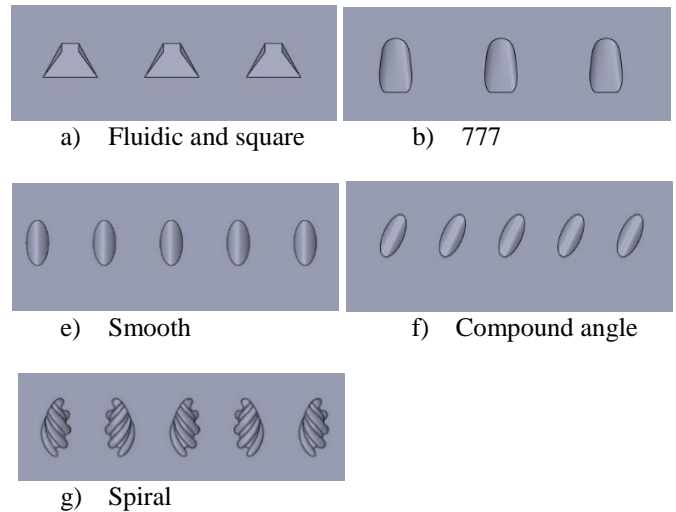 a) Fluidic and square
b) 777
e) Smooth
f) Compound angle
g) Spiral